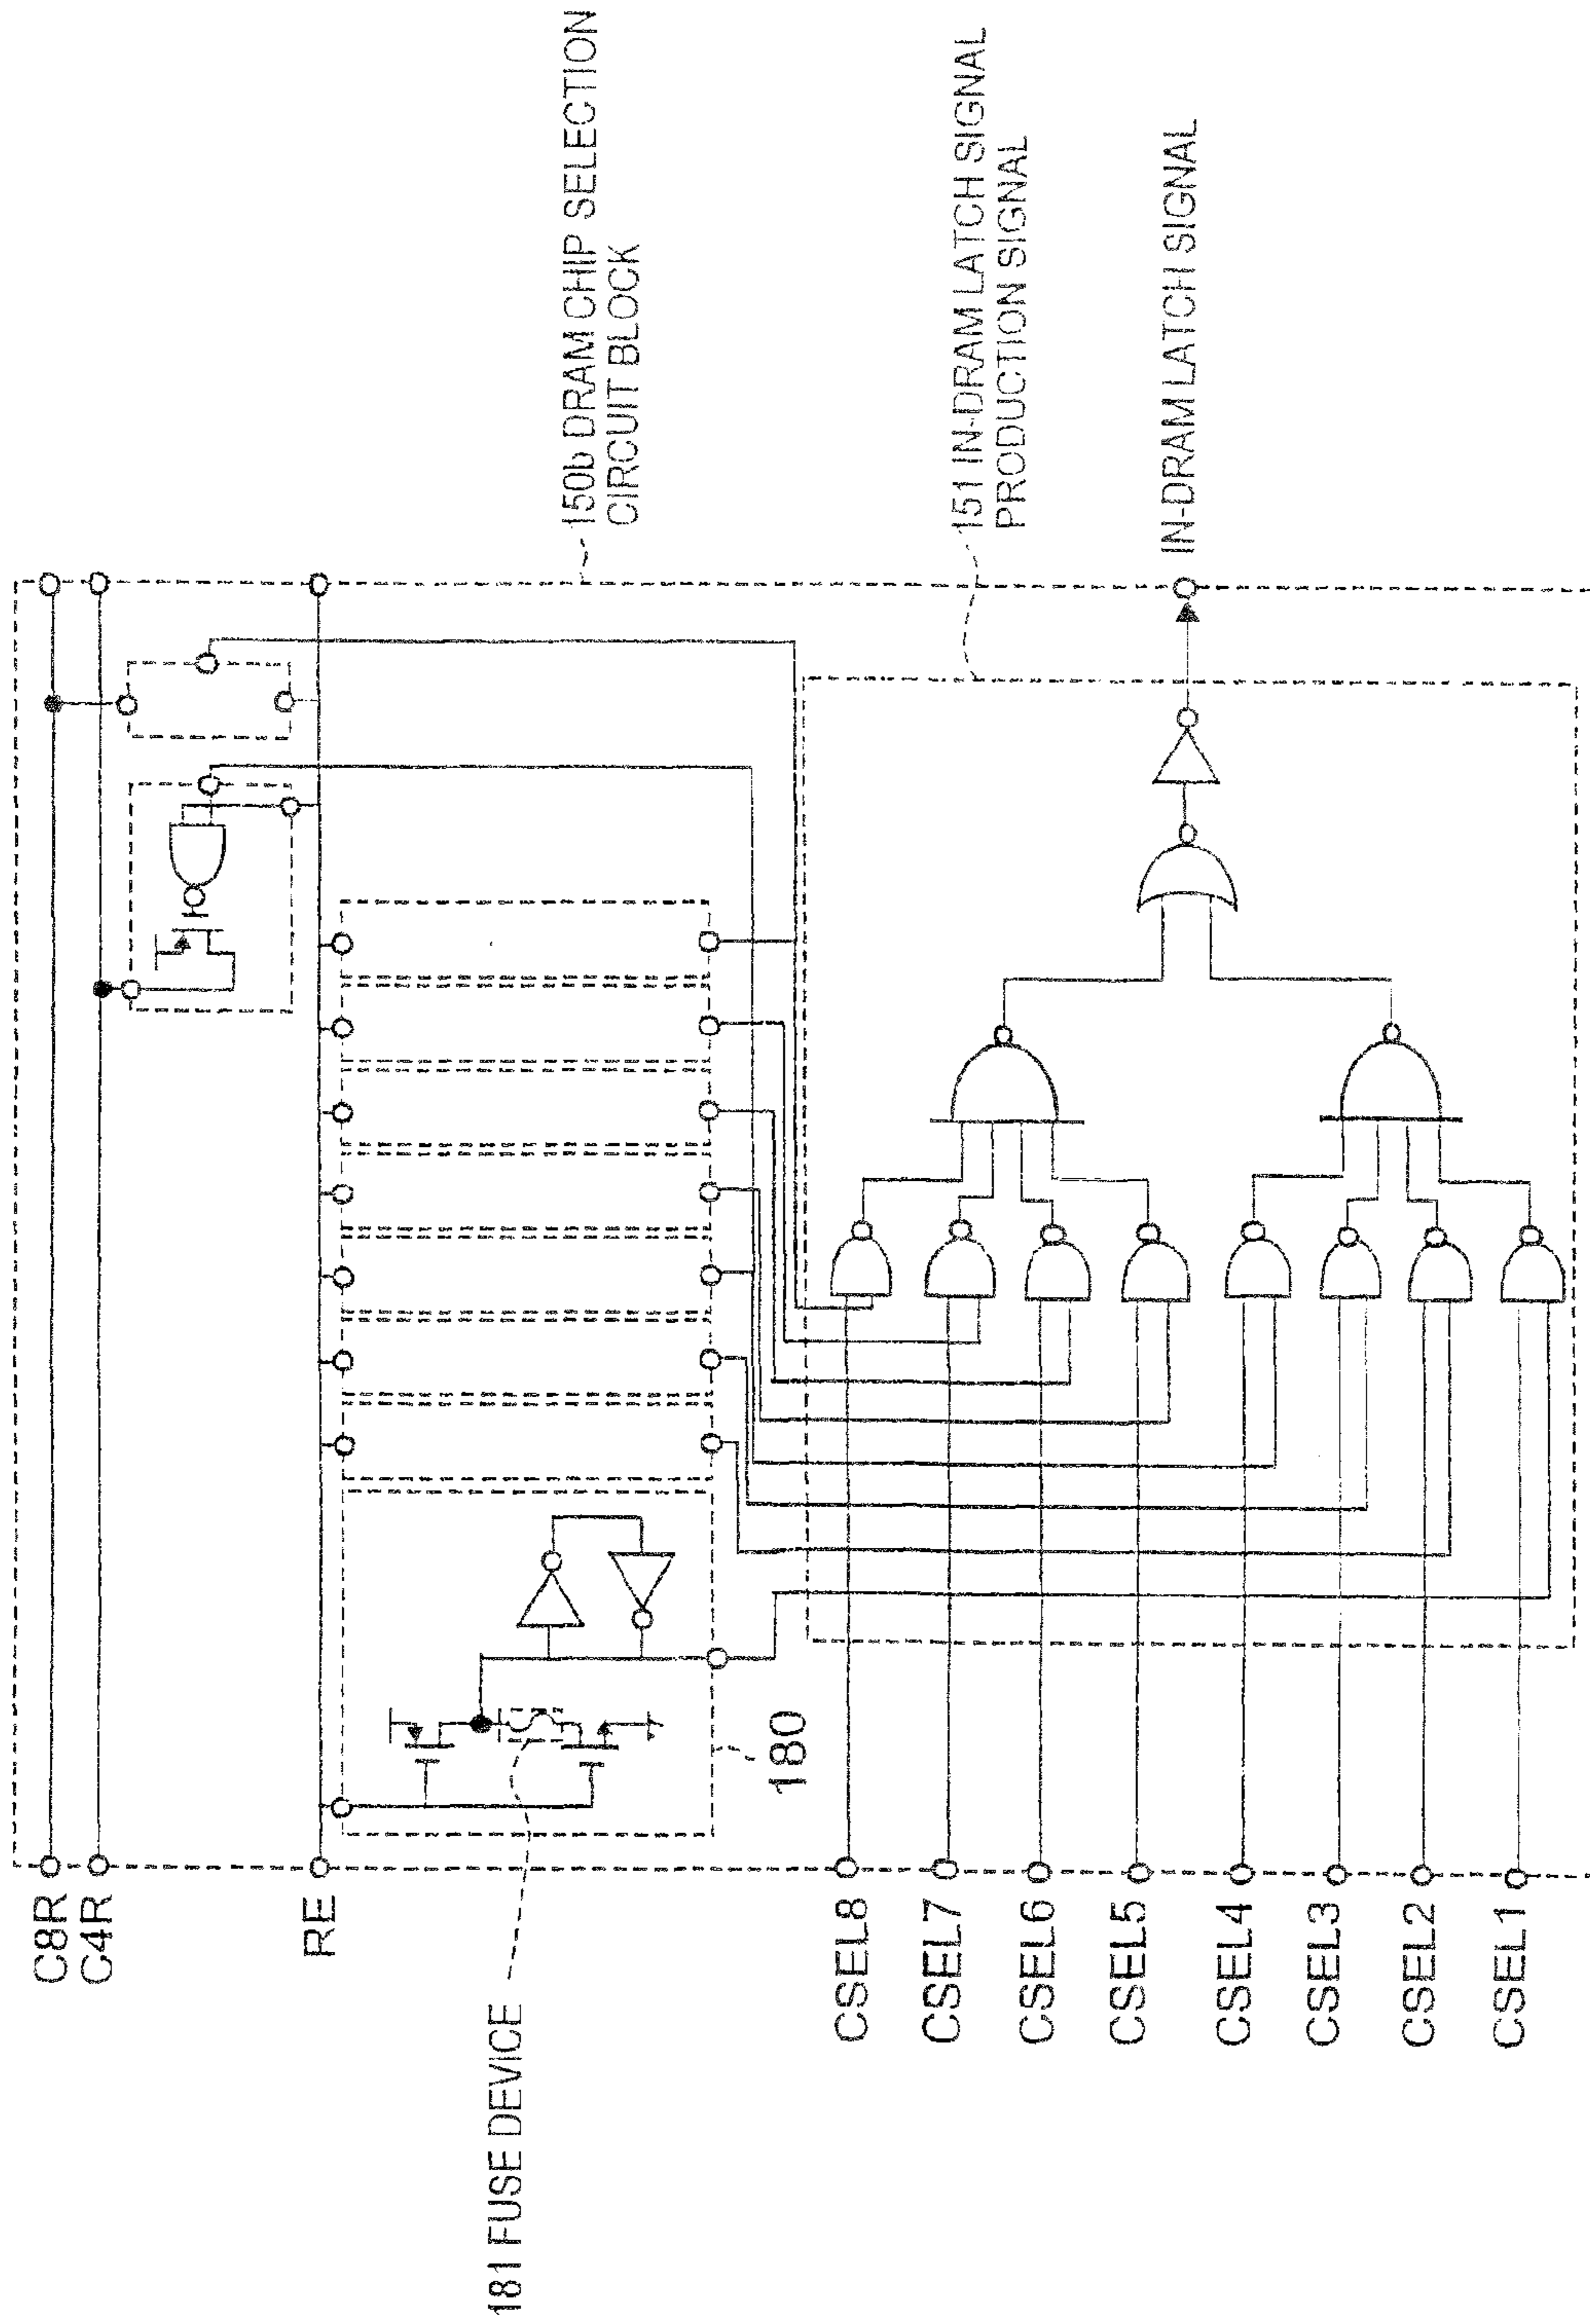 C8R
C4R
RE
181 FUSE DEVICE
180
CSEL8
CSEL7
CSEL6
CSEL5
CSEL4
CSEL3
CSEL2
CSEL1
150b DRAM CHIP SELECTION
CIRCUIT BLOCK
151 IN-DRAM LATCH SIGNAL
PRODUCTION SIGNAL
IN-DRAM LATCH SIGNAL